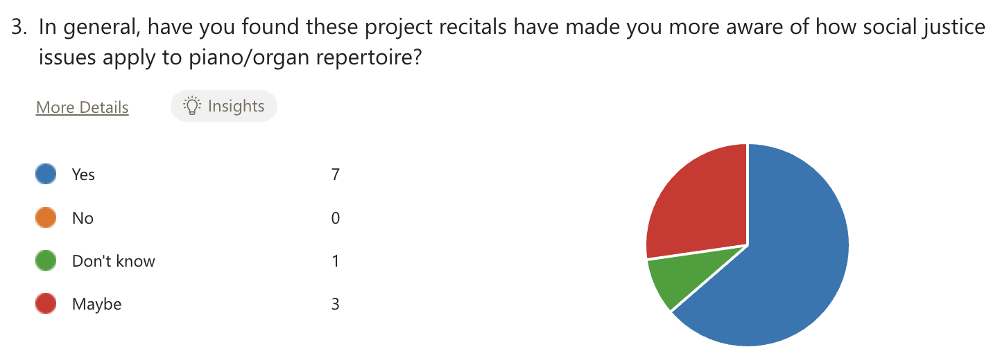 3. In general, have you found these project recitals have made you more aware of how social justice
issues apply to piano/organ repertoire?
More Details
Insights
Yes 7
No 0
Don't know 1
Maybe 3